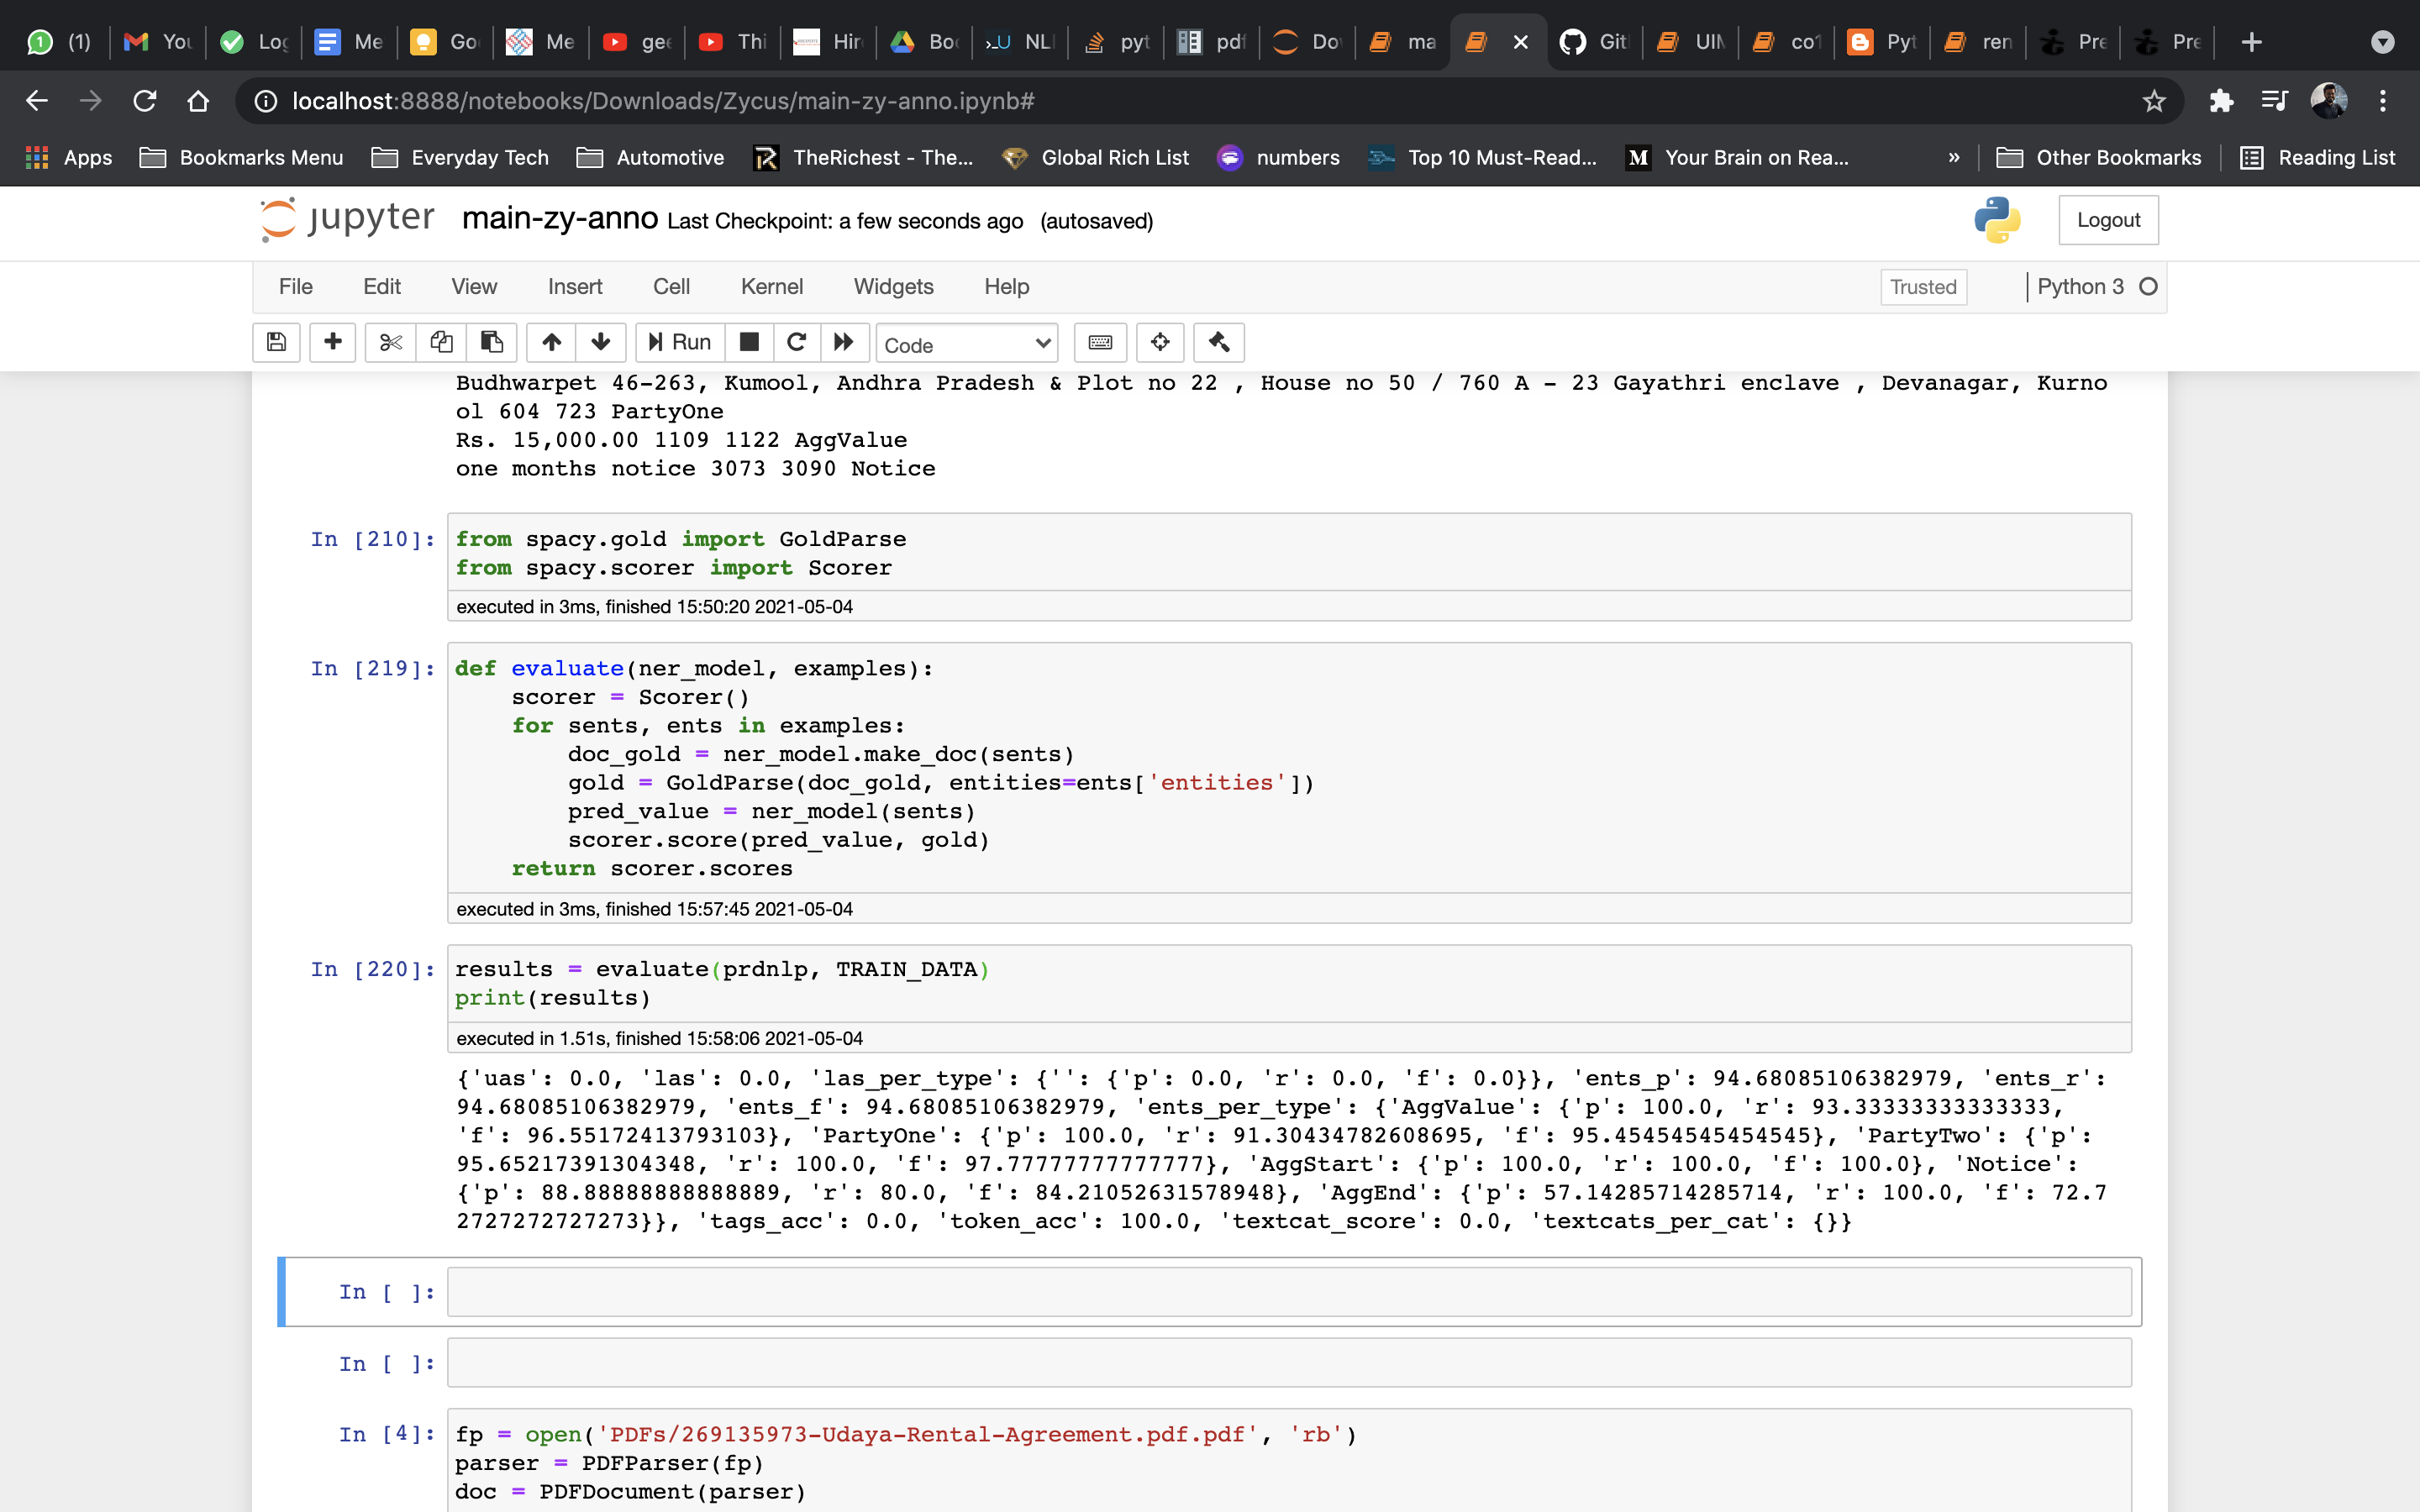 (1) You Log Me Go Me gee Thi Hir Boo NL pyt pdf Do ma Git UIM co1 Pyt ren Pre Pre
localhost:8888/notebooks/Downloads/Zycus/main-zy-anno.ipynb#
Apps Bookmarks Menu Everyday Tech Automotive TheRichest - The... Global Rich List numbers Top 10 Must-Read... M Your Brain on Rea... » Other Bookmarks Reading List
jupyter main-zy-anno Last Checkpoint: a few seconds ago (autosaved) Logout
File Edit View Insert Cell Kernel Widgets Help Trusted Python 3
Run Code
Budhwarpet 46-263, Kumool, Andhra Pradesh & Plot no 22 , House no 50 / 760 A - 23 Gayathri enclave , Devanagar, Kurno
ol 604 723 PartyOne
Rs. 15,000.00 1109 1122 AggValue
one months notice 3073 3090 Notice
In [210]: from spacy.gold import GoldParse
from spacy.scorer import Scorer
executed in 3ms, finished 15:50:20 2021-05-04
In [219]: def evaluate(ner_model, examples):
scorer = Scorer()
for sents, ents in examples:
doc_gold = ner_model.make_doc(sents)
gold = GoldParse(doc_gold, entities=ents['entities'])
pred_value = ner_model(sents)
scorer.score(pred_value, gold)
return scorer.scores
executed in 3ms, finished 15:57:45 2021-05-04
In [220]: results = evaluate(prdnlp, TRAIN_DATA)
print(results)
executed in 1.51s, finished 15:58:06 2021-05-04
{'uas': 0.0, 'las': 0.0, 'las_per_type': {'': {'p': 0.0, 'r': 0.0, 'f': 0.0}}, 'ents_p': 94.68085106382979, 'ents_r':
94.68085106382979, 'ents_f': 94.68085106382979, 'ents_per_type': {'AggValue': {'p': 100.0, 'r': 93.33333333333333,
'f': 96.55172413793103}, 'PartyOne': {'p': 100.0, 'r': 91.30434782608695, 'f': 95.45454545454545}, 'PartyTwo': {'p':
95.65217391304348, 'r': 100.0, 'f': 97.77777777777777}, 'AggStart': {'p': 100.0, 'r': 100.0, 'f': 100.0}, 'Notice':
{'p': 88.88888888888889, 'r': 80.0, 'f': 84.21052631578948}, 'AggEnd': {'p': 57.14285714285714, 'r': 100.0, 'f': 72.7
27272727272727}}, 'tags_acc': 0.0, 'token_acc': 100.0, 'textcat_score': 0.0, 'textcats_per_cat': {}}
In [ ]:
In [ ]:
In [4]: fp = open('PDFs/269135973-Udaya-Rental-Agreement.pdf.pdf', 'rb')
parser = PDFParser(fp)
doc = PDFDocument(parser)